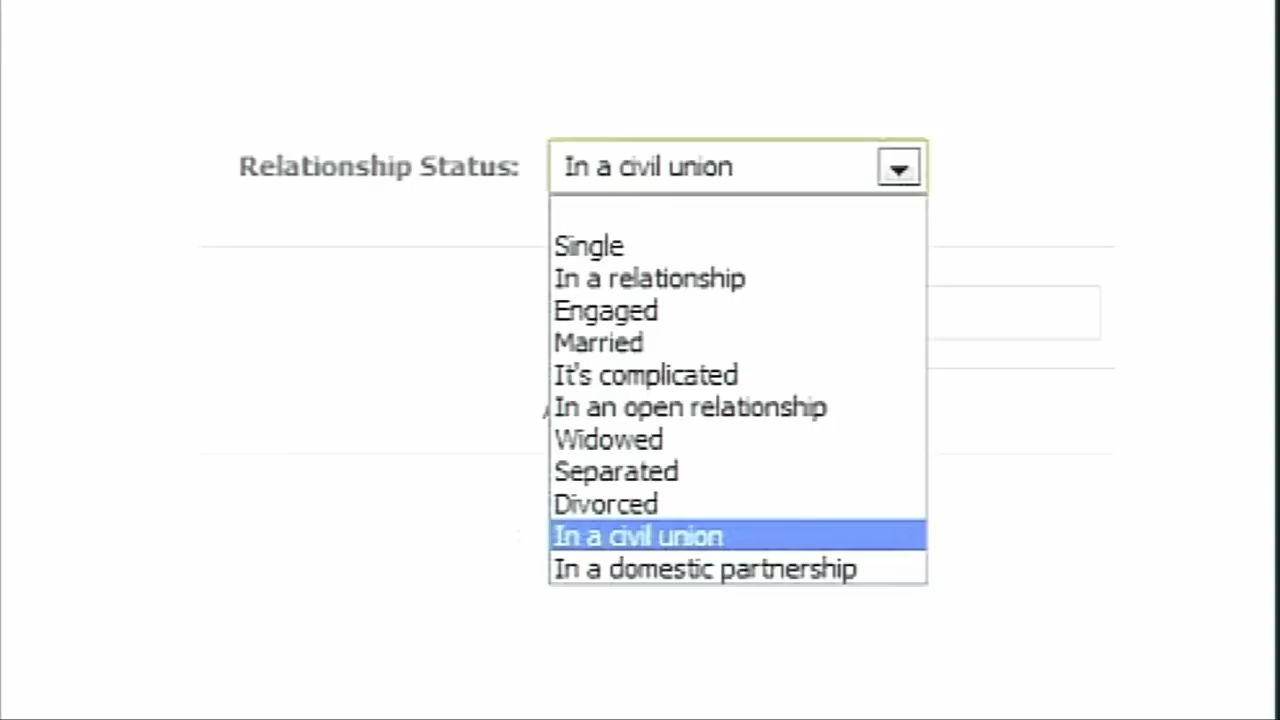 Relationship Status: In a civil union
Single
In a relationship
Engaged
Married
It's complicated
In an open relationship
Widowed
Separated
Divorced
In a civil union
In a domestic partnership